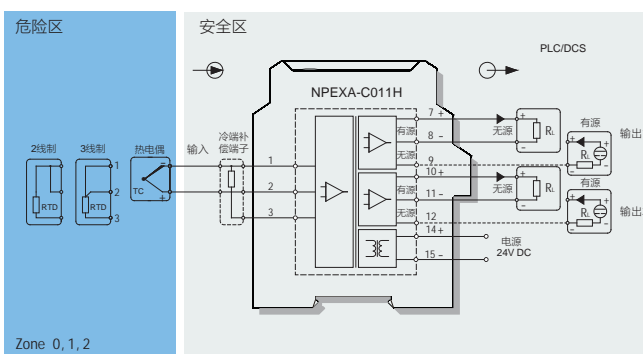 危险区
安全区
PLC/DCS
NPEXA-C011H
2线制
3线制
热电偶
输入
冷端补
偿端子
RTD
RTD
1
2
3
TC
-
+
1
2
3
有源
无源
有源
无源
7 +
8 -
9
10 +
11 -
12
14 +
15 -
无源
无源
+
RL
-
+
RL
-
有源
+
+
RL
-
-
输出
有源
+
+
RL
-
-
输出
电源
24V DC
Zone 0,1,2